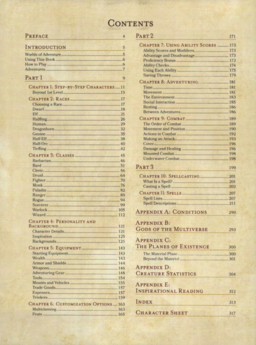 CONTENTS
PREFACE 4
INTRODUCTION 5
Worlds of Adventure 5
Using This Book 6
How to Play 6
Adventures 7
PART 1 9
CHAPTER 1: STEP-BY-STEP CHARACTERS 11
Beyond 1st Level 15
CHAPTER 2: RACES 17
Choosing a Race 17
Dwarf 18
Elf 21
Halfling 26
Human 29
Dragonborn 32
Gnome 35
Half-Elf 38
Half-Orc 40
Tiefling 42
CHAPTER 3: CLASSES 45
Barbarian 46
Bard 51
Cleric 56
Druid 64
Fighter 70
Monk 76
Paladin 82
Ranger 89
Rogue 94
Sorcerer 99
Warlock 105
Wizard 112
CHAPTER 4: PERSONALITY AND
BACKGROUND 121
Character Details 121
Inspiration 125
Backgrounds 125
CHAPTER 5: EQUIPMENT 143
Starting Equipment 143
Wealth 143
Armor and Shields 144
Weapons 146
Adventuring Gear 148
Tools 154
Mounts and Vehicles 155
Trade Goods 157
Expenses 157
Trinkets 159
CHAPTER 6: CUSTOMIZATION OPTIONS 163
Multiclassing 163
Feats 165
PART 2 171
CHAPTER 7: USING ABILITY SCORES 173
Ability Scores and Modifiers 173
Advantage and Disadvantage 173
Proficiency Bonus 173
Ability Checks 174
Using Each Ability 175
Saving Throws 179
CHAPTER 8: ADVENTURING 181
Time 181
Movement 181
The Environment 183
Social Interaction 185
Resting 186
Between Adventures 186
CHAPTER 9: COMBAT 189
The Order of Combat 189
Movement and Position 190
Actions in Combat 192
Making an Attack 193
Cover 196
Damage and Healing 196
Mounted Combat 198
Underwater Combat 198
PART 3 199
CHAPTER 10: SPELLCASTING 201
What Is a Spell? 201
Casting a Spell 202
CHAPTER 11: SPELLS 207
Spell Lists 207
Spell Descriptions 211
APPENDIX A: CONDITIONS 290
APPENDIX B:
GODS OF THE MULTIVERSE 293
APPENDIX C:
THE PLANES OF EXISTENCE 300
The Material Plane 300
Beyond the Material 301
APPENDIX D:
CREATURE STATISTICS 304
APPENDIX E:
INSPIRATIONAL READING 312
INDEX 313
CHARACTER SHEET 317